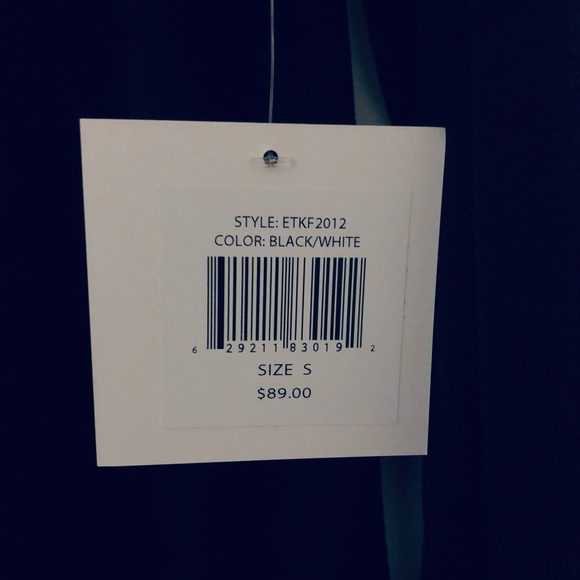 STYLE: ETKF2012
COLOR: BLACK/WHITE
6 29211 83019 2
SIZE S
$89.00